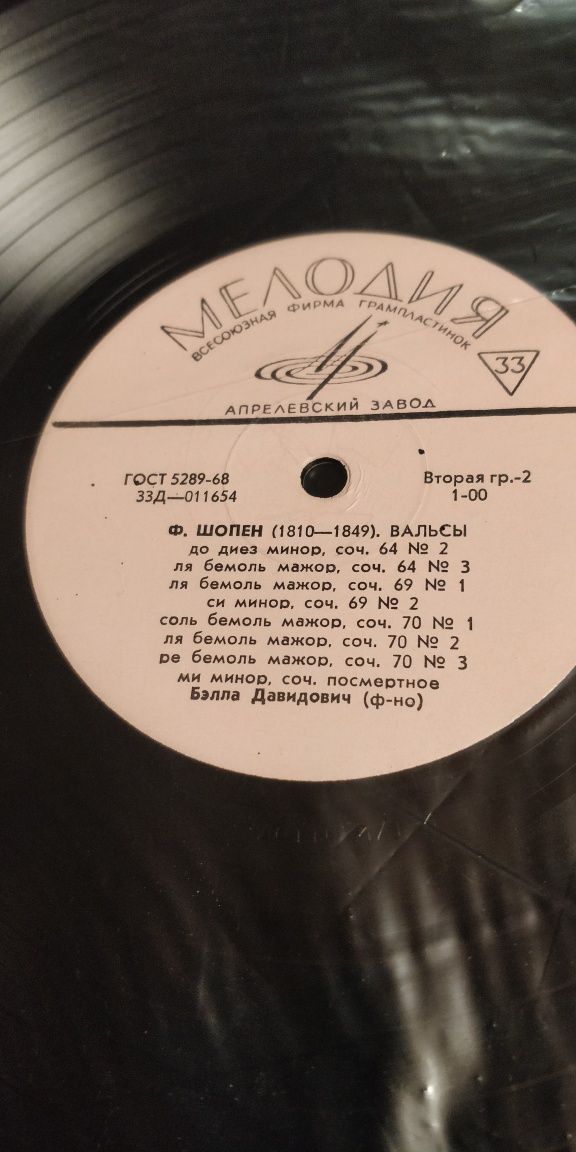 МЕЛОДИЯ
ВСЕСОЮЗНАЯ ФИРМА ГРАМПЛАСТИНОК
33
АПРЕЛЕВСКИЙ ЗАВОД
ГОСТ 5289-68
Вторая гр.-2
33Д—011654
1-00
Ф. ШОПЕН (1810—1849). ВАЛЬСЫ
до диез минор, соч. 64 № 2
ля бемоль мажор, соч. 64 № 3
ля бемоль мажор, соч. 69 № 1
си минор, соч. 69 № 2
соль бемоль мажор, соч. 70 № 1
ля бемоль мажор, соч. 70 № 2
ре бемоль мажор, соч. 70 № 3
ми минор, соч. посмертное
Бэлла Давидович (ф-но)